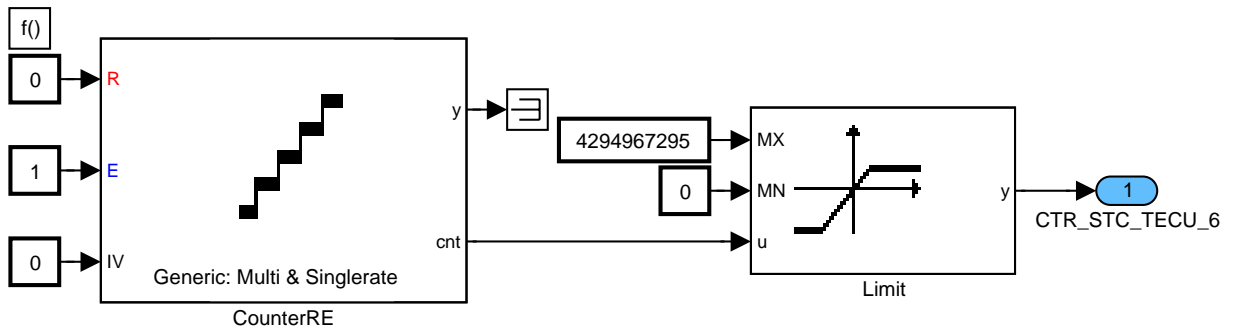 f()
0
R
y
4294967295
MX
1
E
0
MN
y
1
CTR_STC_TECU_6
cnt
u
0
IV
Generic: Multi & Singlerate
Limit
CounterRE